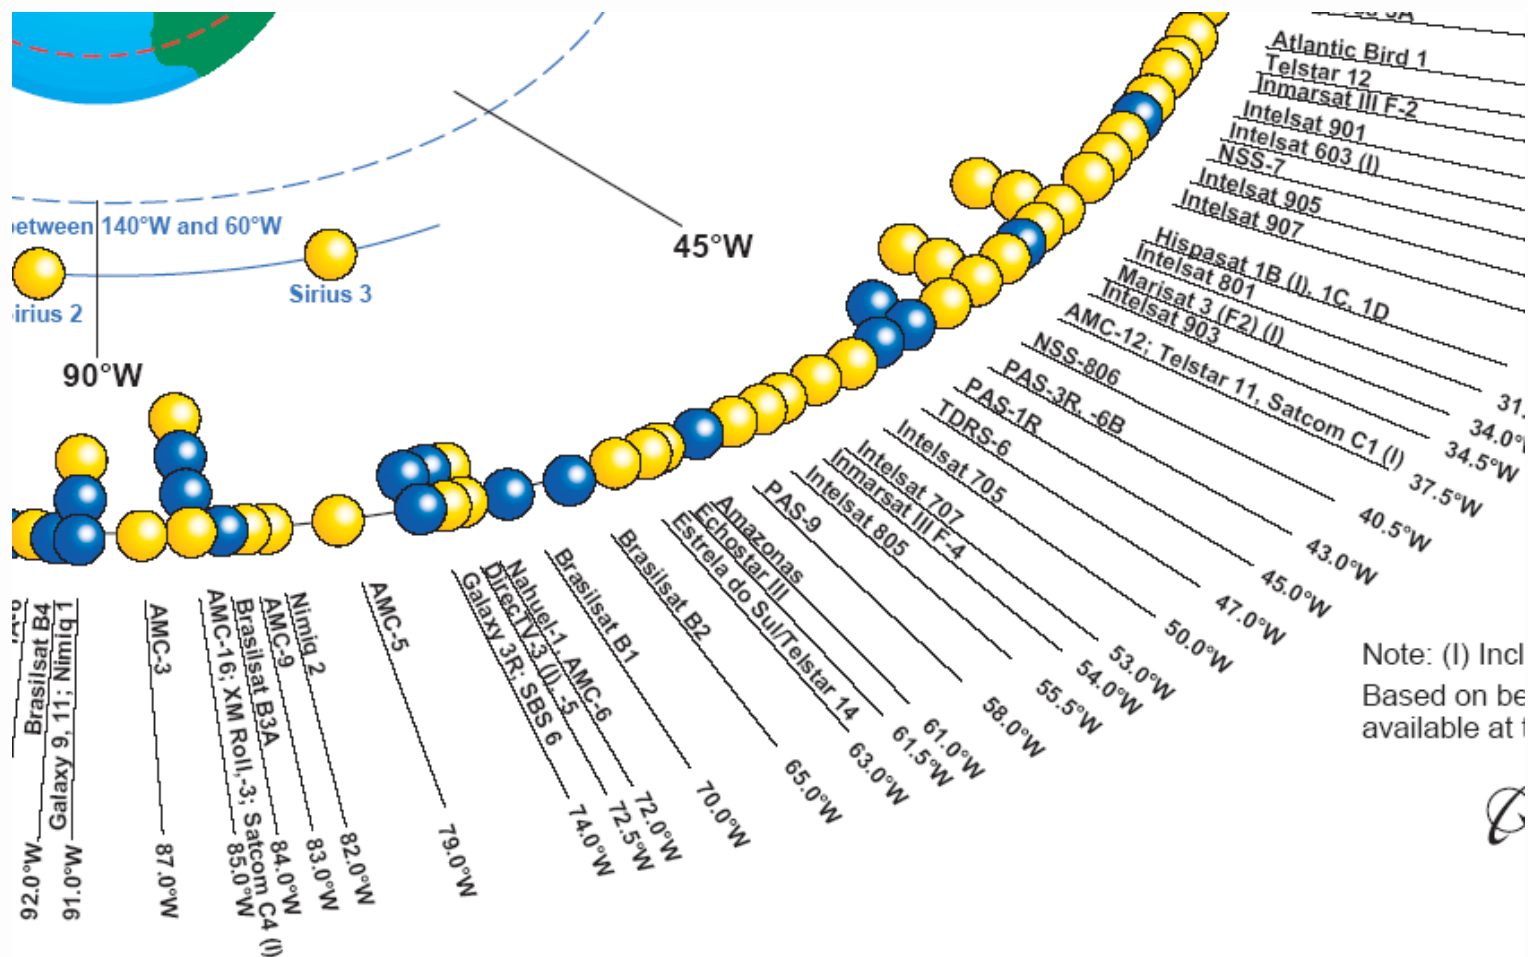 between 140°W and 60°W
Sirius 3
45°W
90°W
Atlantic Bird 1
Telstar 12
Inmarsat III F-2
Intelsat 901
Intelsat 603 (I)
NSS-7
Intelsat 905
Intelsat 907
Hispasat 1B (I), 1C, 1D
Intelsat 801
Marisat 3 (F2) (I)
Intelsat 903
AMC-12; Telstar 11, Satcom C1 (I)
NSS-806
PAS-3R, -6B
PAS-1R
TDRS-6
Intelsat 705
Intelsat 707
Inmarsat III F-4
Intelsat 805
PAS-9
Amazonas
Echostar III
Estrela do Sul/Telstar 14
Brasilsat B2
Brasilsat B1
Nahuel-1, AMC-6
DirecTV-3 (I), -5
Galaxy 3R; SBS 6
AMC-5
Nimiq 2
AMC-9
Brasilsat B3A
AMC-16; XM Roll,-3; Satcom C4 (I)
AMC-3
Galaxy 9, 11; Nimiq 1
Brasilsat B4
34.0°W
34.5°W
37.5°W
40.5°W
43.0°W
45.0°W
47.0°W
50.0°W
53.0°W
54.0°W
55.5°W
58.0°W
61.0°W
61.5°W
63.0°W
65.0°W
70.0°W
72.0°W
72.5°W
74.0°W
79.0°W
82.0°W
83.0°W
84.0°W
85.0°W
87.0°W
91.0°W
92.0°W
Note: (I) Incl
Based on be
available at